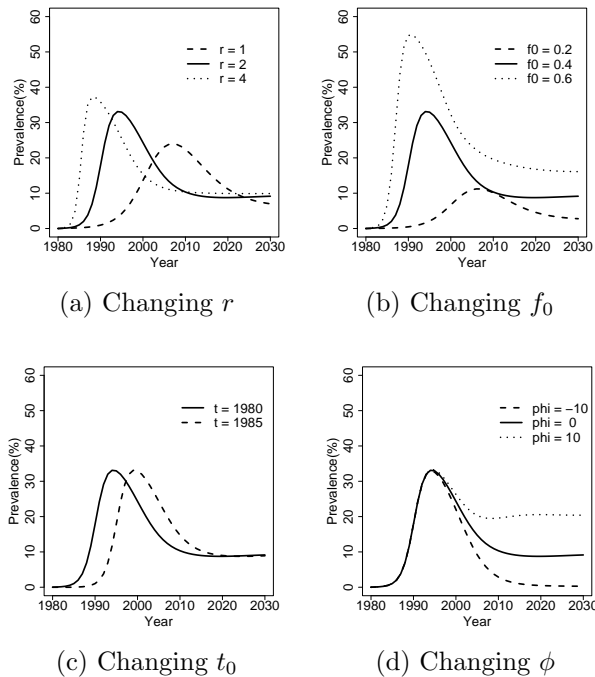 60
50
40
30
20
10
0
Prevalence(%)
r = 1
r = 2
r = 4
1980 1990 2000 2010 2020 2030
Year
(a) Changing r
60
50
40
30
20
10
0
Prevalence(%)
f0 = 0.2
f0 = 0.4
f0 = 0.6
1980 1990 2000 2010 2020 2030
Year
(b) Changing f0
60
50
40
30
20
10
0
Prevalence(%)
t = 1980
t = 1985
1980 1990 2000 2010 2020 2030
Year
(c) Changing t0
60
50
40
30
20
10
0
Prevalence(%)
phi = −10
phi = 0
phi = 10
1980 1990 2000 2010 2020 2030
Year
(d) Changing ϕ